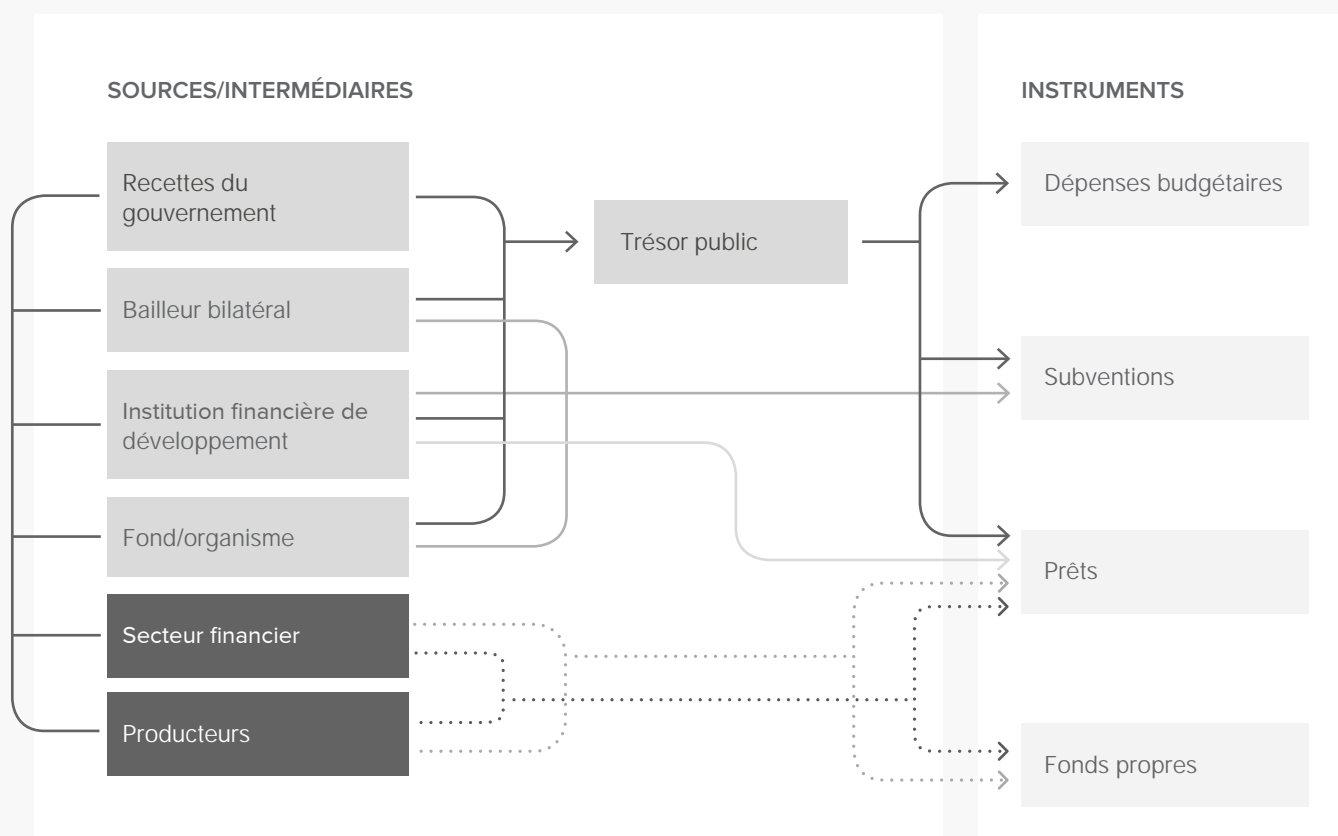 SOURCES/INTERMÉDIAIRES
Recettes du
gouvernement
Bailleur bilatéral
Institution financière de
développement
Fond/organisme
Secteur financier
Producteurs
Trésor public
INSTRUMENTS
Dépenses budgétaires
Subventions
Prêts
Fonds propres